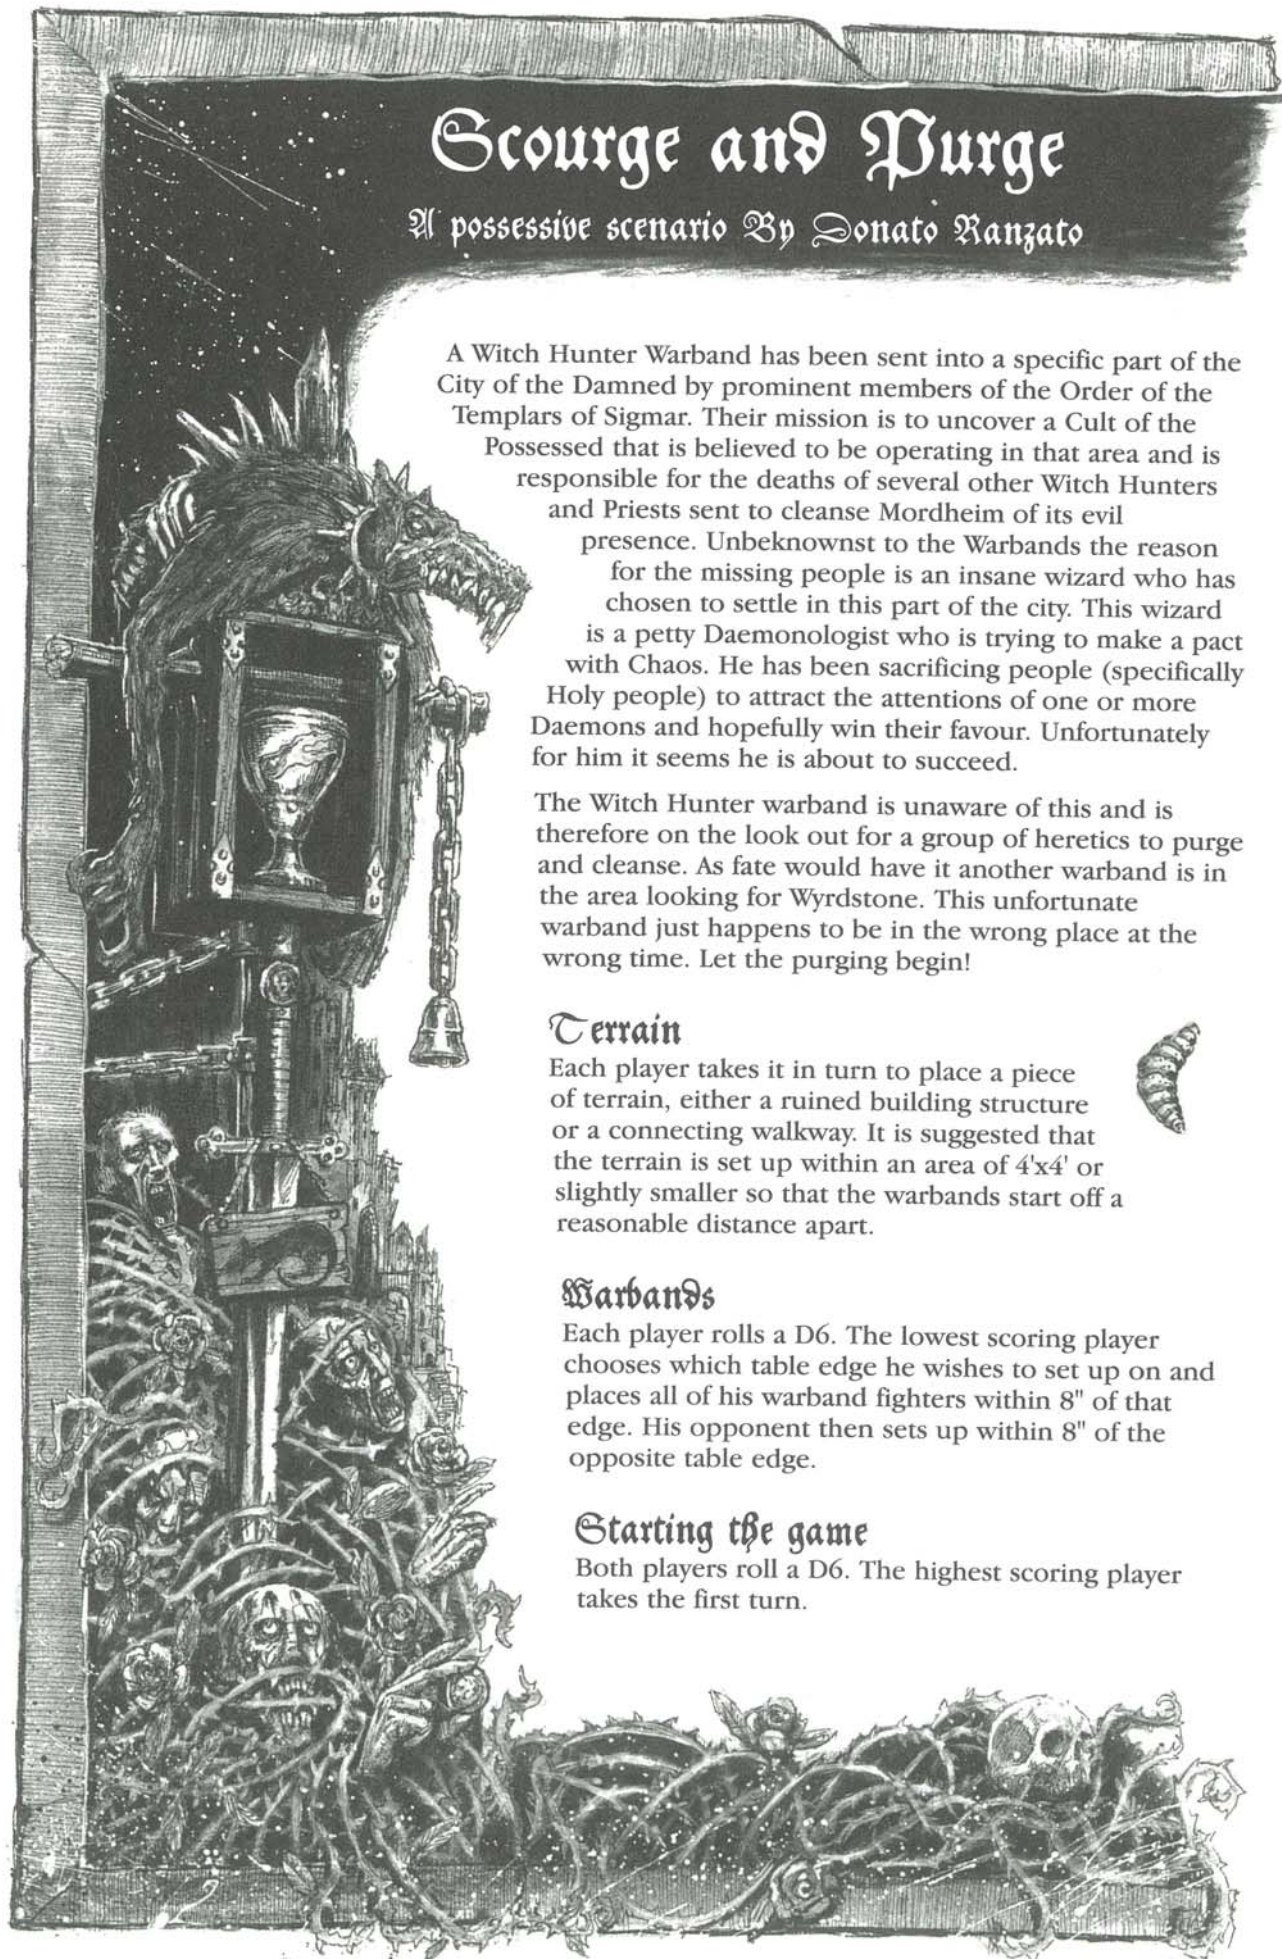 Scourge and Purge
A possessive scenario By Donato Ranzato
A Witch Hunter Warband has been sent into a specific part of the
City of the Damned by prominent members of the Order of the
Templars of Sigmar. Their mission is to uncover a Cult of the
Possessed that is believed to be operating in that area and is
responsible for the deaths of several other Witch Hunters
and Priests sent to cleanse Mordheim of its evil
presence. Unbeknownst to the Warbands the reason
for the missing people is an insane wizard who has
chosen to settle in this part of the city. This wizard
is a petty Daemonologist who is trying to make a pact
with Chaos. He has been sacrificing people (specifically
Holy people) to attract the attentions of one or more
Daemons and hopefully win their favour. Unfortunately
for him it seems he is about to succeed.
The Witch Hunter warband is unaware of this and is
therefore on the look out for a group of heretics to purge
and cleanse. As fate would have it another warband is in
the area looking for Wyrdstone. This unfortunate
warband just happens to be in the wrong place at the
wrong time. Let the purging begin!
Terrain
Each player takes it in turn to place a piece
of terrain, either a ruined building structure
or a connecting walkway. It is suggested that
the terrain is set up within an area of 4'x4' or
slightly smaller so that the warbands start off a
reasonable distance apart.
Warbands
Each player rolls a D6. The lowest scoring player
chooses which table edge he wishes to set up on and
places all of his warband fighters within 8" of that
edge. His opponent then sets up within 8" of the
opposite table edge.
Starting the game
Both players roll a D6. The highest scoring player
takes the first turn.